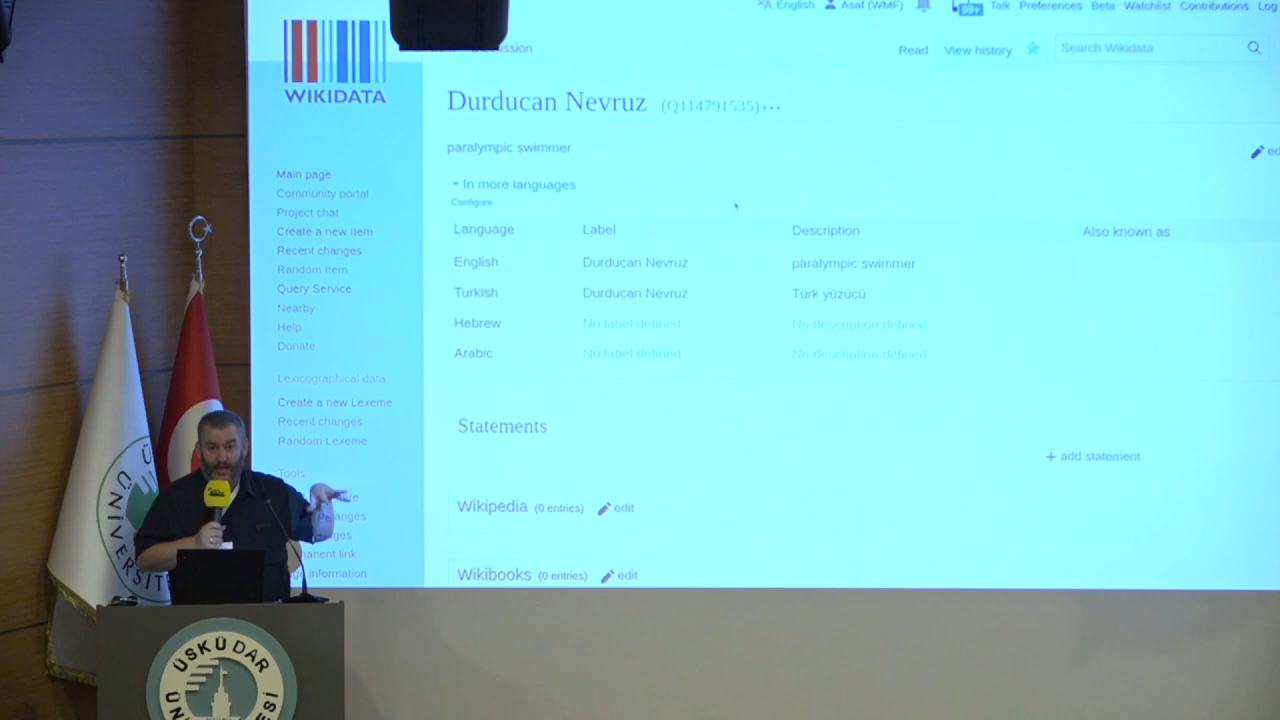 English Asaf (WMF) 99+ Talk Preferences Beta Watchlist Contributions Log
Read View history Search Wikidata
WIKIDATA
Durducan Nevruz (Q114791535)
paralympic swimmer
In more languages
Configure
Language Label Description Also known as
English Durducan Nevruz paralympic swimmer
Turkish Durducan Nevruz Türk yüzücü
Hebrew No label defined No description defined
Arabic No label defined No description defined
Statements
+ add statement
Wikipedia (0 entries) edit
Wikibooks (0 entries) edit
Main page
Community portal
Project chat
Create a new Item
Recent changes
Random Item
Query Service
Nearby
Help
Donate
Lexicographical data
Create a new Lexeme
Recent changes
Random Lexeme
Tools
link
information
ÜSKÜDAR